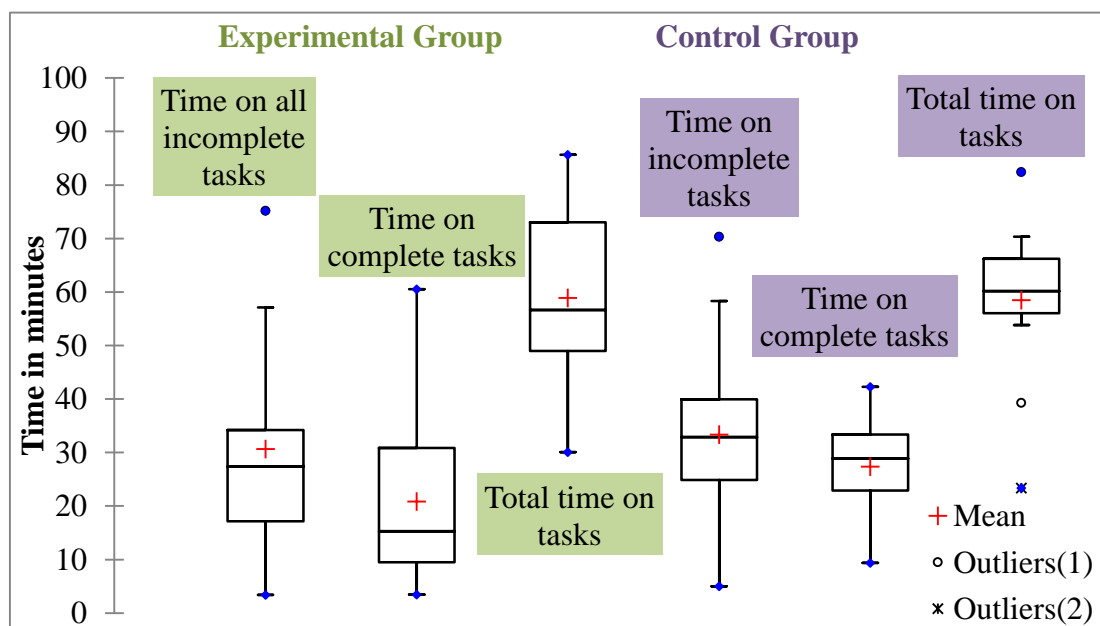 Experimental Group
Control Group
Time on all
incomplete
tasks
Time on
complete tasks
Total time on
tasks
Time on
incomplete
tasks
Time on
complete tasks
Total time on
tasks
Time in minutes
100
90
80
70
60
50
40
30
20
10
0
Mean
Outliers(1)
Outliers(2)